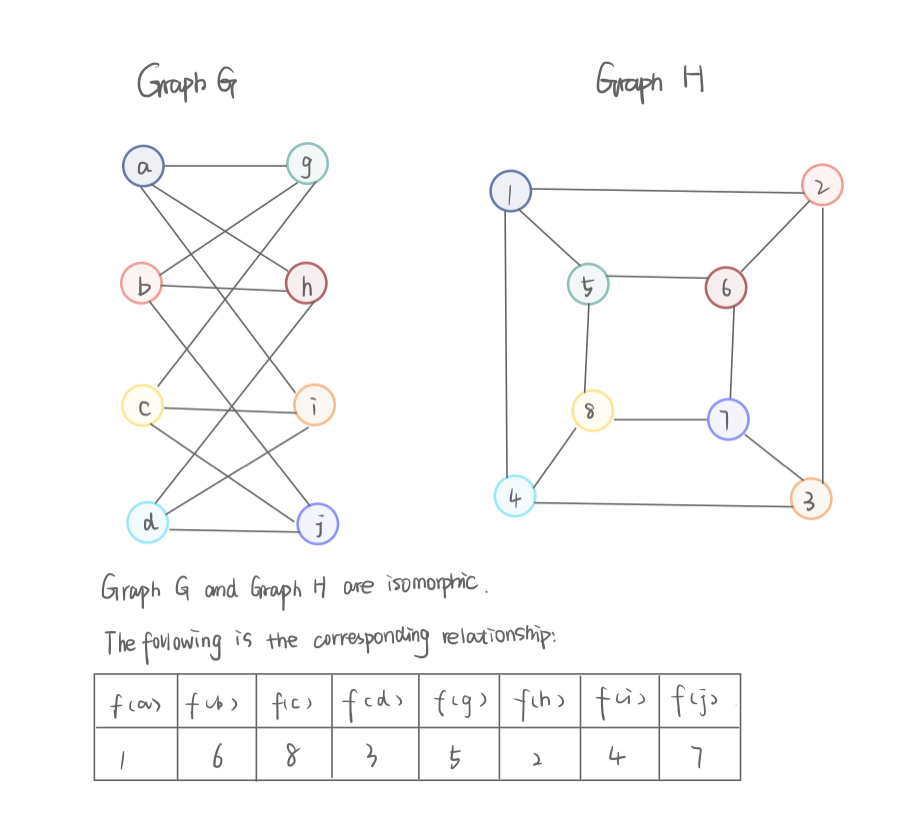 Graph G
Graph H
a g
b h
c i
d j
1 2
5 6
8 7
4 3
Graph G and Graph H are isomorphic.
The following is the corresponding relationship:
f(a) f(b) f(c) f(d) f(g) f(h) f(i) f(j)
1 6 8 3 5 2 4 7